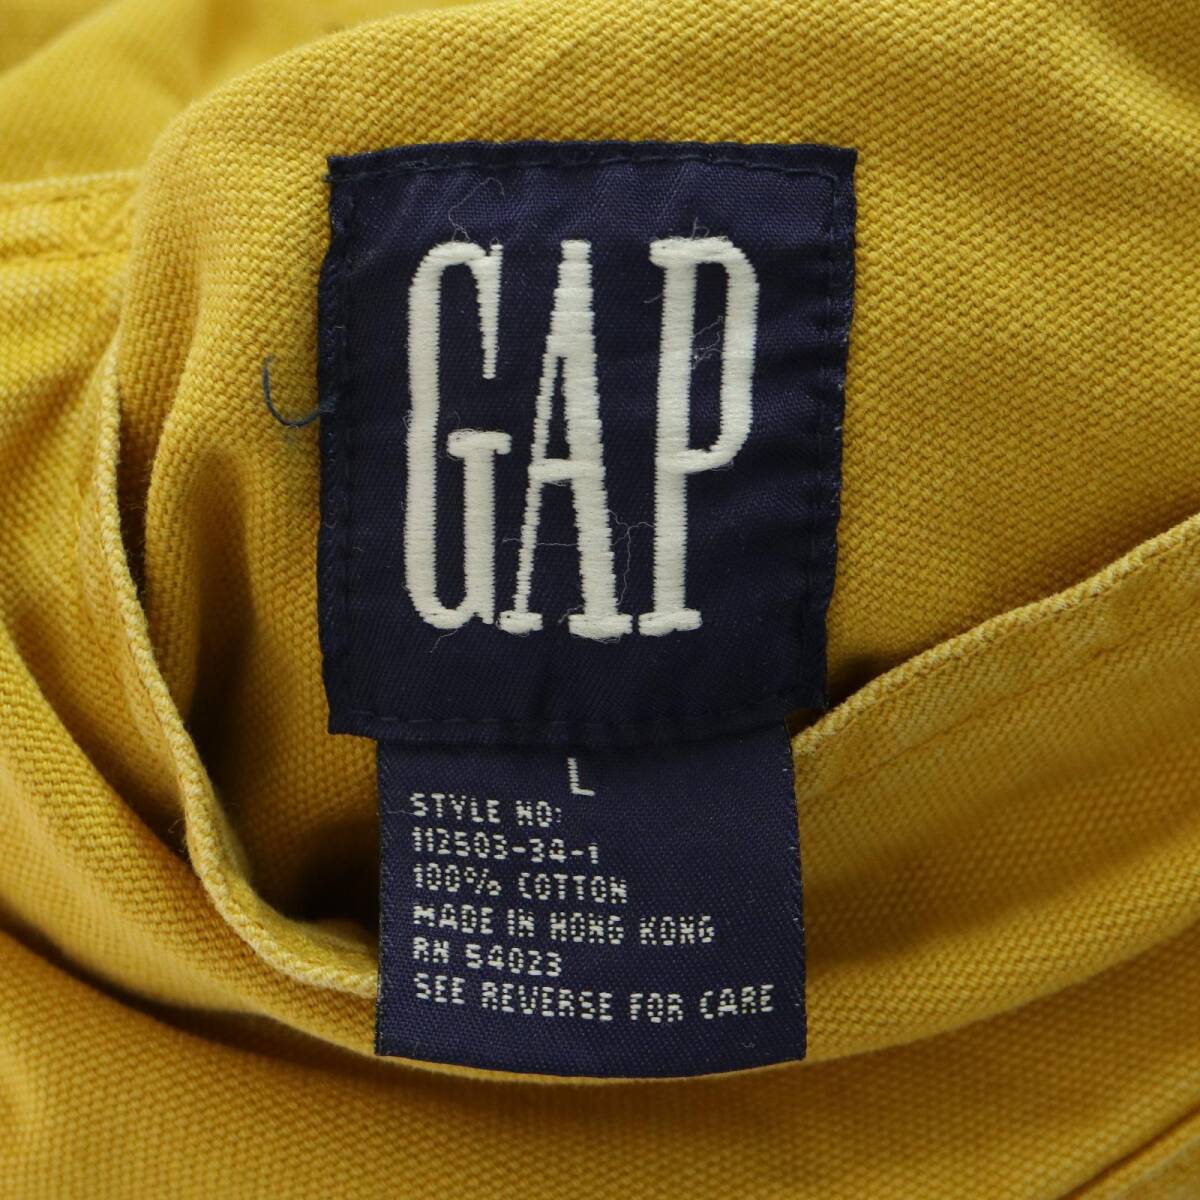 GAP
L
STYLE NO:
112503-34-1
100% COTTON
MADE IN HONG KONG
RN 54023
SEE REVERSE FOR CARE